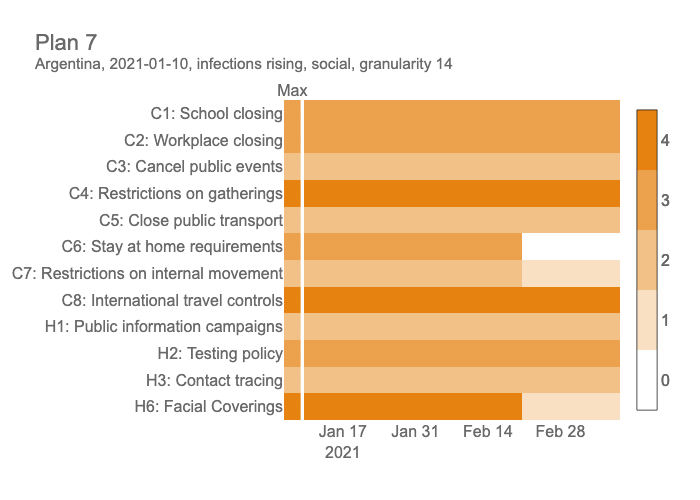 Plan 7
Argentina, 2021-01-10, infections rising, social, granularity 14
Max
C1: School closing
C2: Workplace closing
C3: Cancel public events
C4: Restrictions on gatherings
C5: Close public transport
C6: Stay at home requirements
C7: Restrictions on internal movement
C8: International travel controls
H1: Public information campaigns
H2: Testing policy
H3: Contact tracing
H6: Facial Coverings
Jan 17 Jan 31 Feb 14 Feb 28
2021
4
3
2
1
0